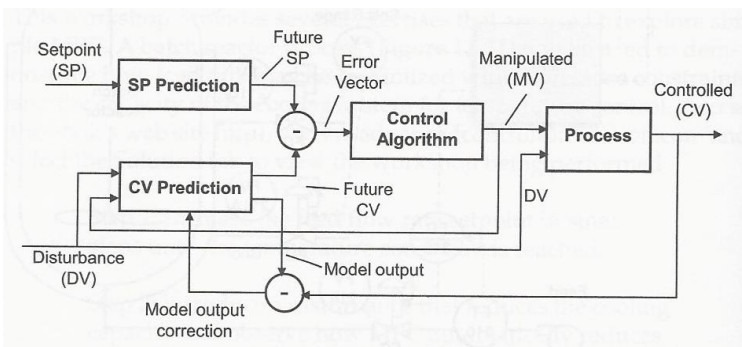 Setpoint
(SP)
SP Prediction
Future
SP
Error
Vector
-
Control
Algorithm
Manipulated
(MV)
Process
Controlled
(CV)
CV Prediction
Future
CV
DV
Disturbance
(DV)
Model output
-
Model output
correction